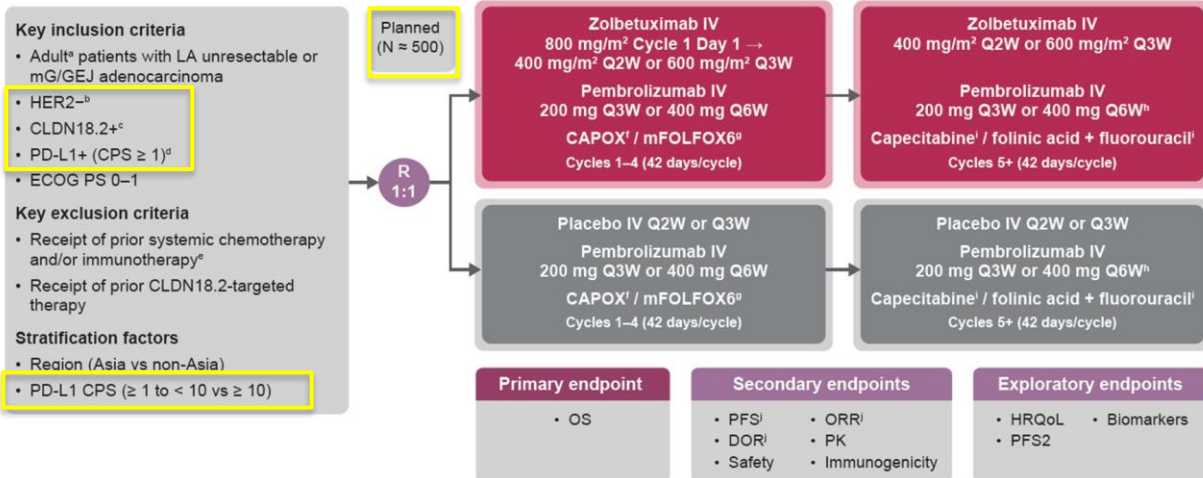 Key inclusion criteria
• Adultᵃ patients with LA unresectable or
mG/GEJ adenocarcinoma
• HER2−ᵇ
• CLDN18.2+ᶜ
• PD-L1+ (CPS ≥ 1)ᵈ
• ECOG PS 0–1
Key exclusion criteria
• Receipt of prior systemic chemotherapy
and/or immunotherapyᵉ
• Receipt of prior CLDN18.2-targeted
therapy
Stratification factors
• Region (Asia vs non-Asia)
• PD-L1 CPS (≥ 1 to < 10 vs ≥ 10)
Planned
(N ≈ 500)
R
1:1
Zolbetuximab IV
800 mg/m² Cycle 1 Day 1 →
400 mg/m² Q2W or 600 mg/m² Q3W
Pembrolizumab IV
200 mg Q3W or 400 mg Q6W
CAPOXᶠ / mFOLFOX6ᵍ
Cycles 1–4 (42 days/cycle)
Zolbetuximab IV
400 mg/m² Q2W or 600 mg/m² Q3W
Pembrolizumab IV
200 mg Q3W or 400 mg Q6Wʰ
Capecitabineⁱ / folinic acid + fluorouracilⁱ
Cycles 5+ (42 days/cycle)
Placebo IV Q2W or Q3W
Pembrolizumab IV
200 mg Q3W or 400 mg Q6W
CAPOXᶠ / mFOLFOX6ᵍ
Cycles 1–4 (42 days/cycle)
Placebo IV Q2W or Q3W
Pembrolizumab IV
200 mg Q3W or 400 mg Q6Wʰ
Capecitabineⁱ / folinic acid + fluorouracilⁱ
Cycles 5+ (42 days/cycle)
Primary endpoint
• OS
Secondary endpoints
• PFSʲ • ORRʲ
• DORʲ • PK
• Safety • Immunogenicity
Exploratory endpoints
• HRQoL • Biomarkers
• PFS2